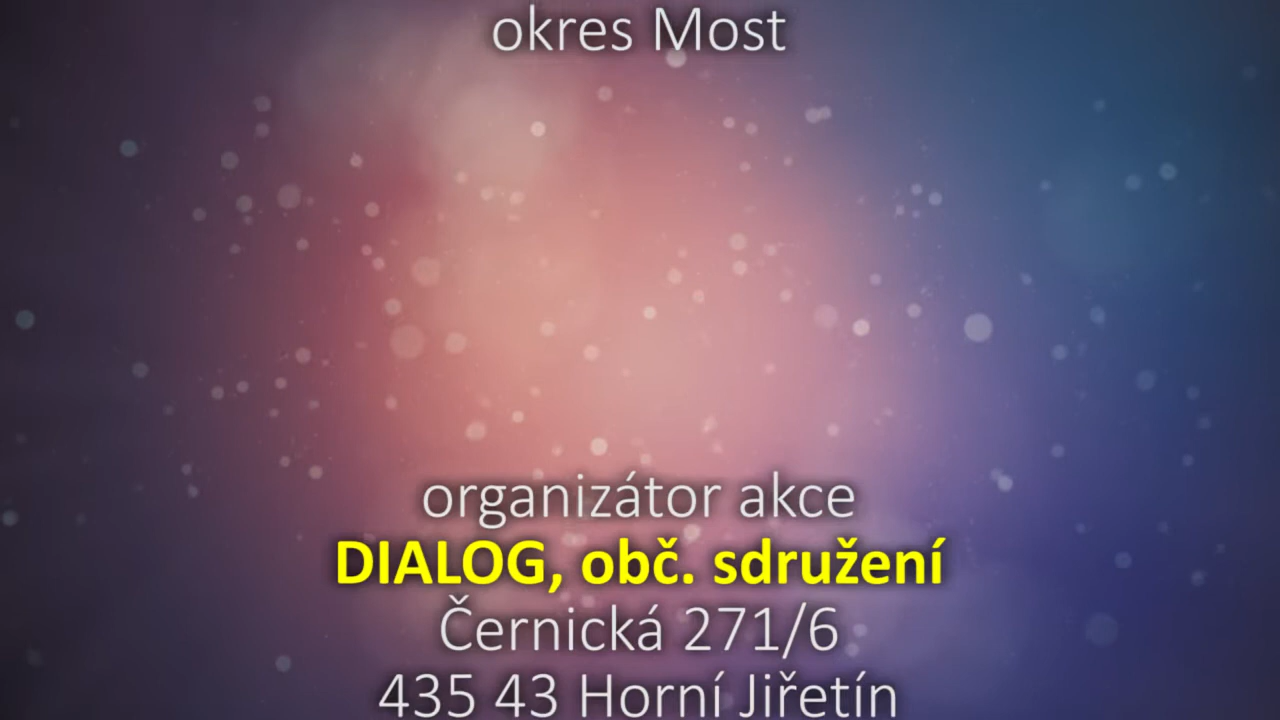 okres Most
organizátor akce
DIALOG, obč. sdružení
Černická 271/6
435 43 Horní Jiřetín